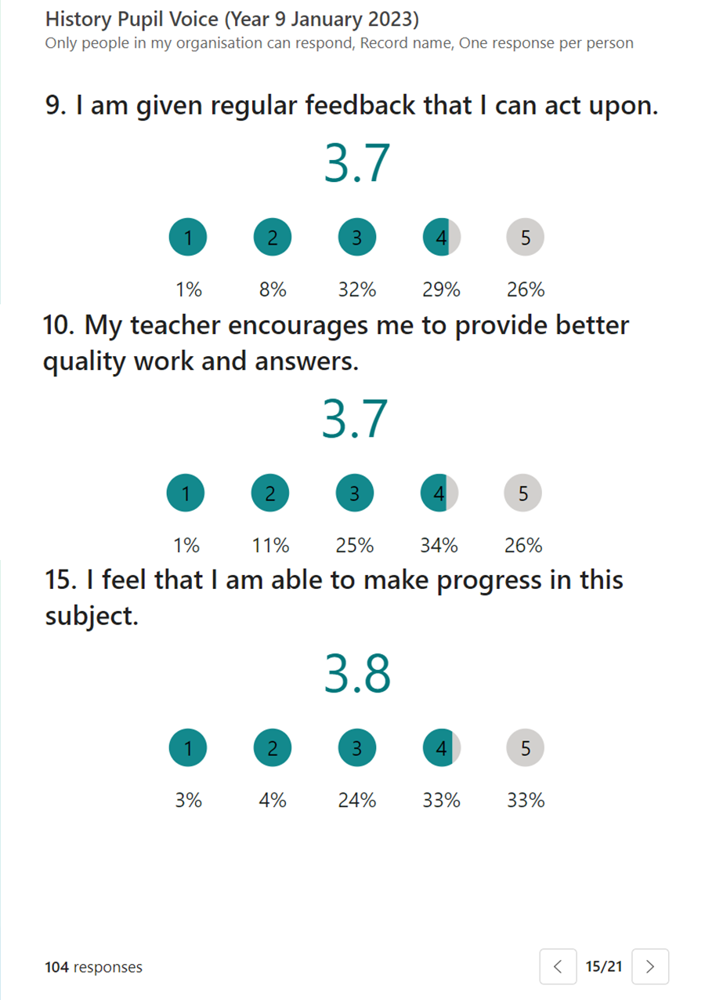 History Pupil Voice (Year 9 January 2023)
Only people in my organisation can respond, Record name, One response per person
9. I am given regular feedback that I can act upon.
3.7
1 2 3 4 5
1% 8% 32% 29% 26%
10. My teacher encourages me to provide better
quality work and answers.
3.7
1 2 3 4 5
1% 11% 25% 34% 26%
15. I feel that I am able to make progress in this
subject.
3.8
1 2 3 4 5
3% 4% 24% 33% 33%
104 responses < 15/21 >